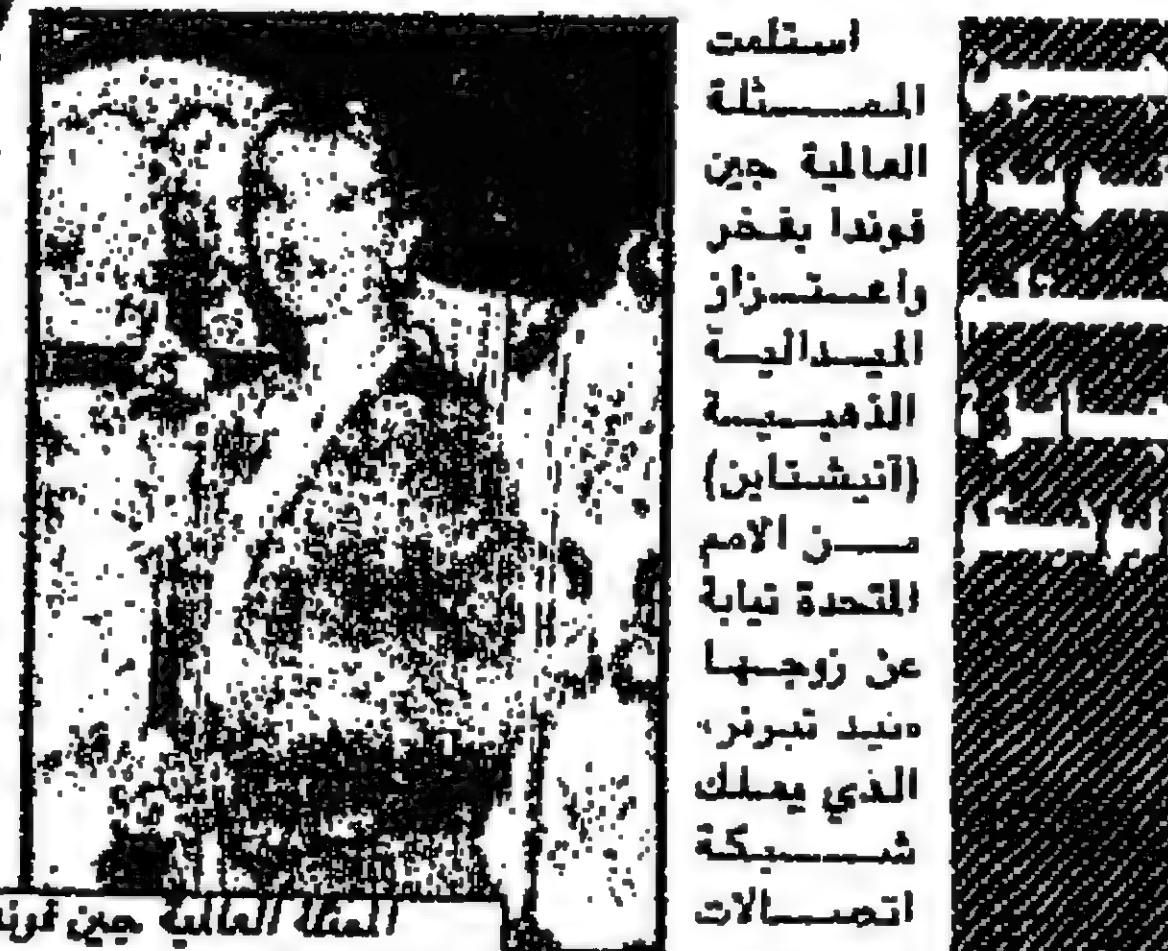 استلمت
الممثلة
العالمية جين
فوندا بفخر
واعتزاز
الميدالية
الذهبية
(آنيشتاين)
من الامم
المتحدة نيابة
عن زوجها
«تيد تيرنر»
الذي يملك
شبكة
اتصالات
الممثلة العالمية جين فوند